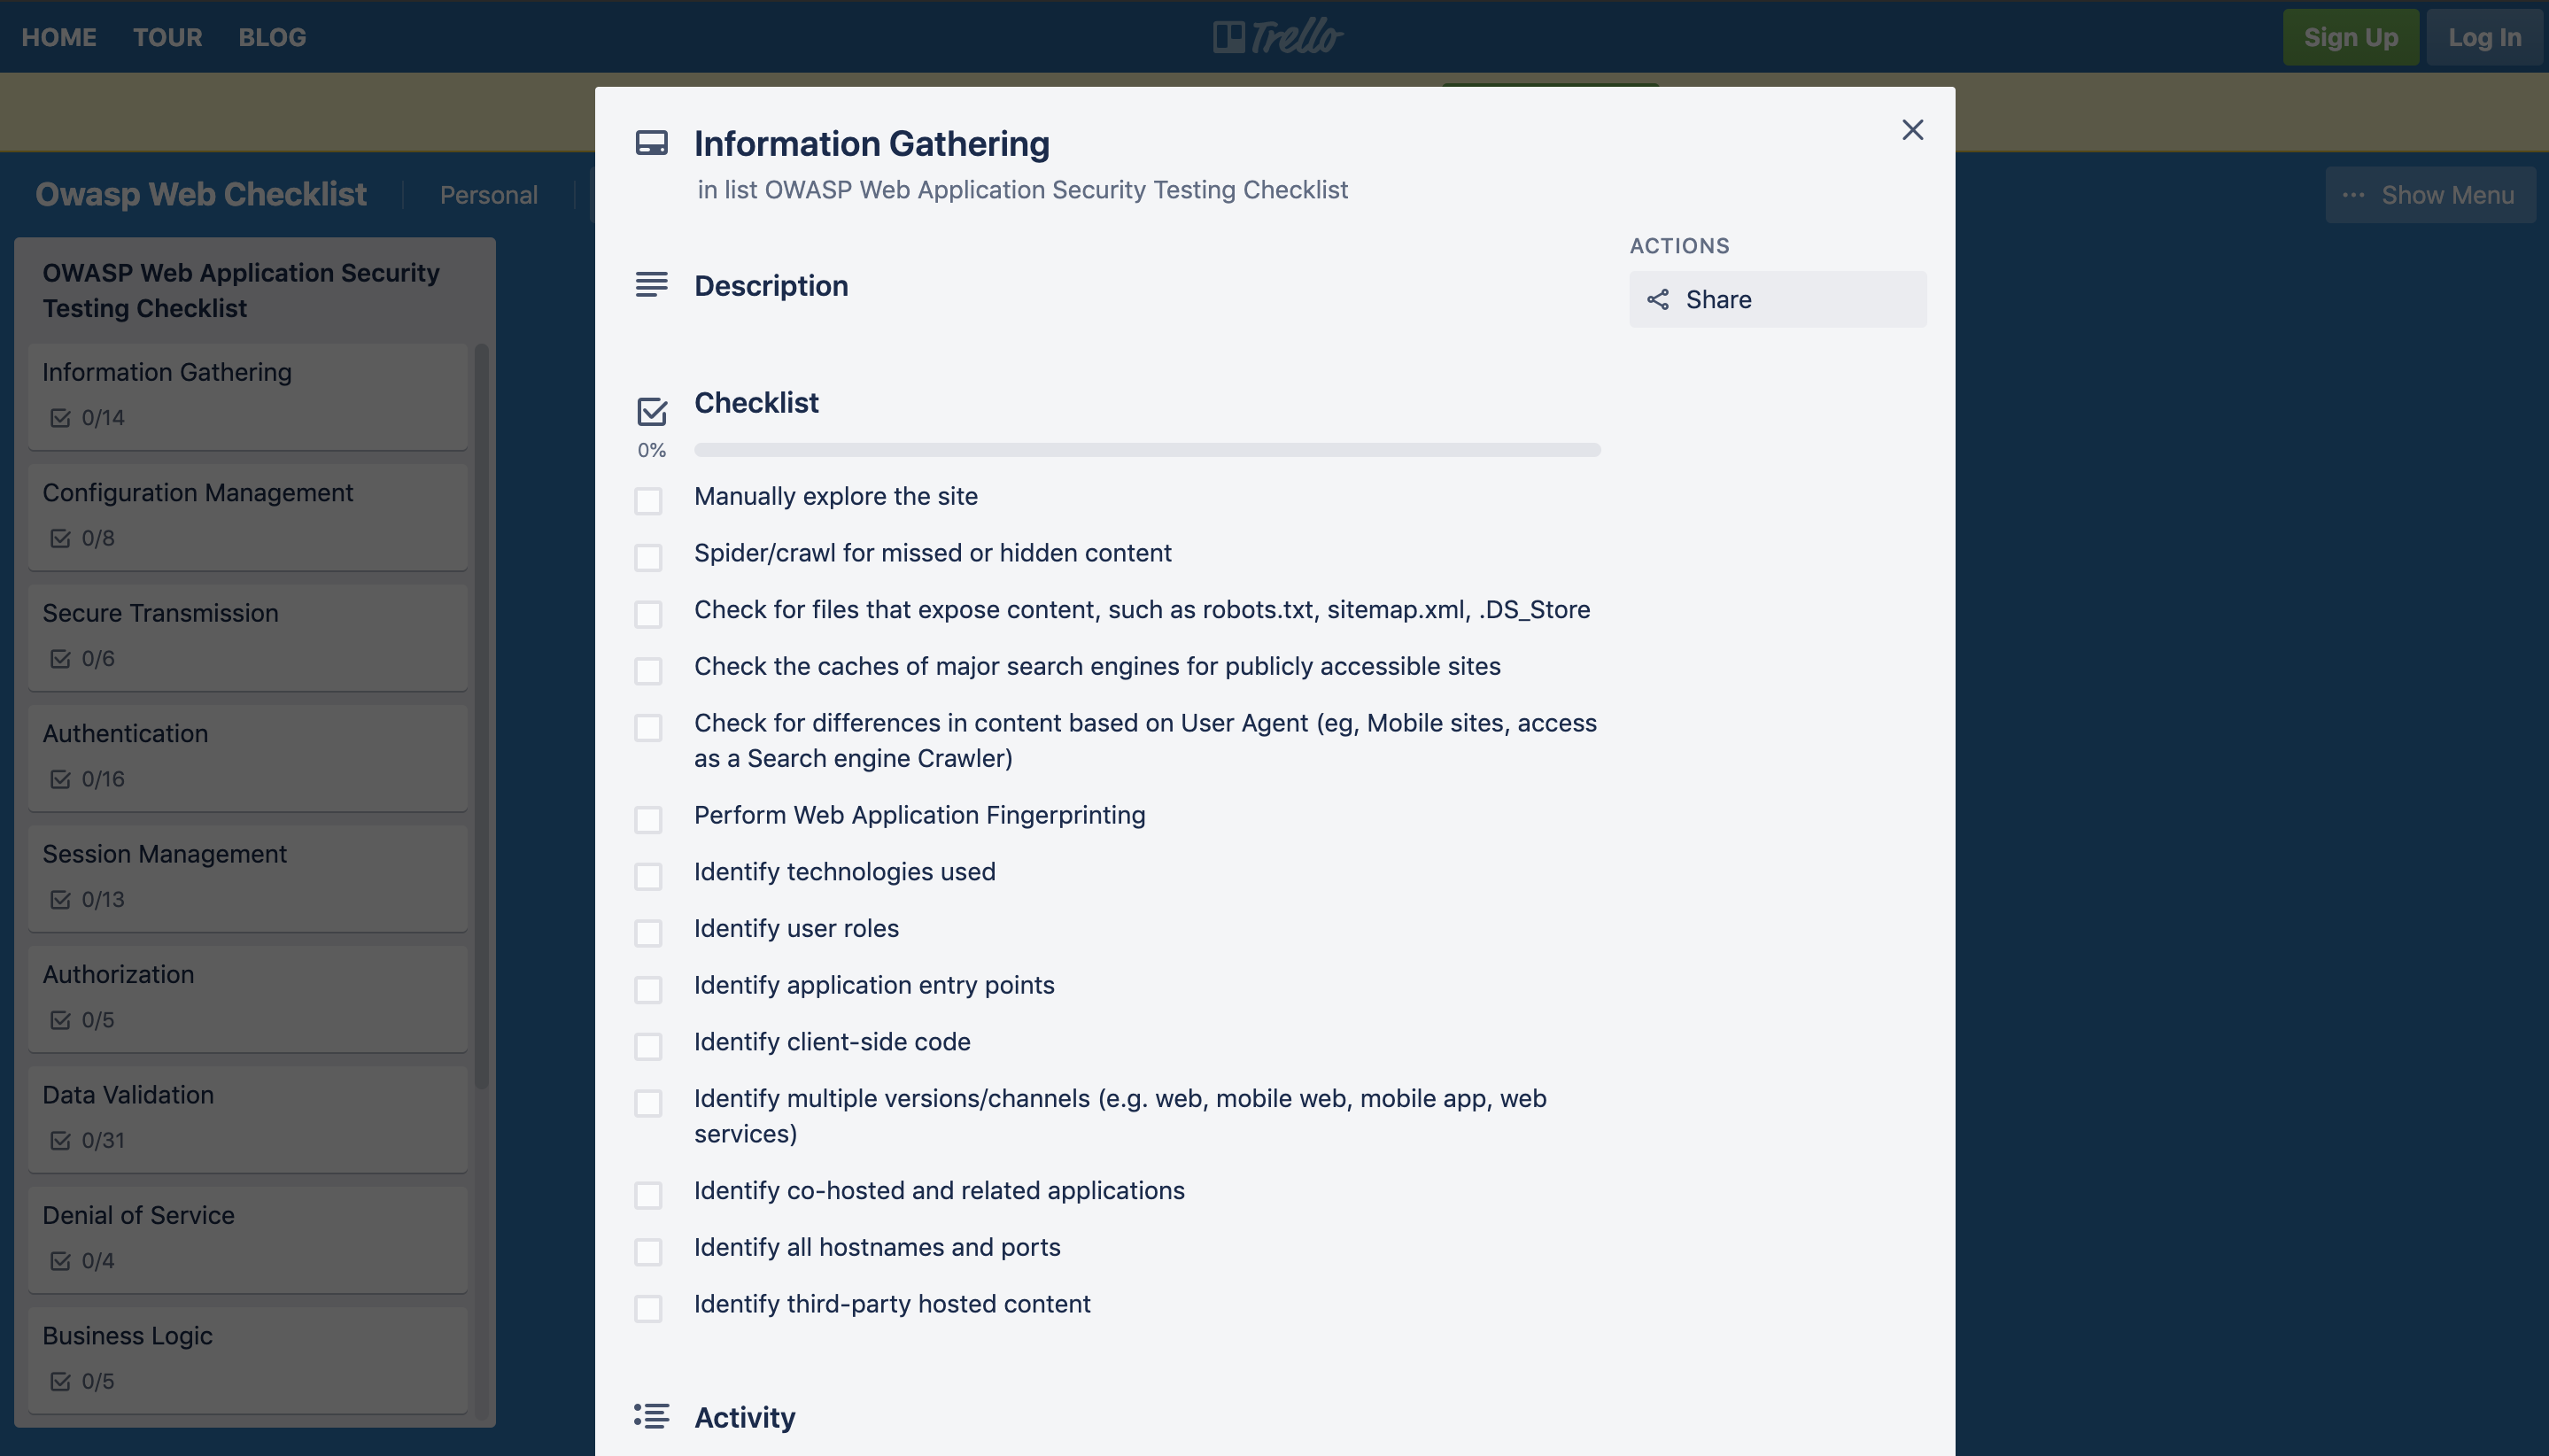 HOME TOUR BLOG
Trello
Sign Up Log In
Owasp Web Checklist
Personal
Show Menu
OWASP Web Application Security
Testing Checklist
Information Gathering
0/14
Configuration Management
0/8
Secure Transmission
0/6
Authentication
0/16
Session Management
0/13
Authorization
0/5
Data Validation
0/31
Denial of Service
0/4
Business Logic
0/5
Information Gathering
in list OWASP Web Application Security Testing Checklist
ACTIONS
Share
Description
Checklist
0%
Manually explore the site
Spider/crawl for missed or hidden content
Check for files that expose content, such as robots.txt, sitemap.xml, .DS_Store
Check the caches of major search engines for publicly accessible sites
Check for differences in content based on User Agent (eg, Mobile sites, access
as a Search engine Crawler)
Perform Web Application Fingerprinting
Identify technologies used
Identify user roles
Identify application entry points
Identify client-side code
Identify multiple versions/channels (e.g. web, mobile web, mobile app, web
services)
Identify co-hosted and related applications
Identify all hostnames and ports
Identify third-party hosted content
Activity